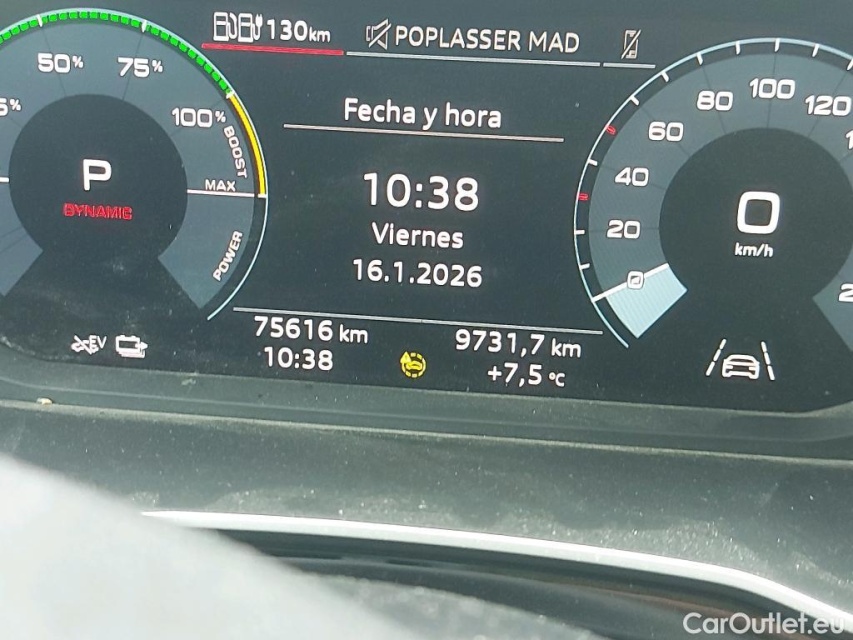 130km
POPLASSER MAD
50%
75%
100%
BOOST
MAX
POWER
P
DYNAMIC
Fecha y hora
10:38
Viernes
16.1.2026
0
20
40
60
80
100
120
0
km/h
75616 km
9731,7 km
10:38
+7,5 °C
EV
CarOutlet.eu